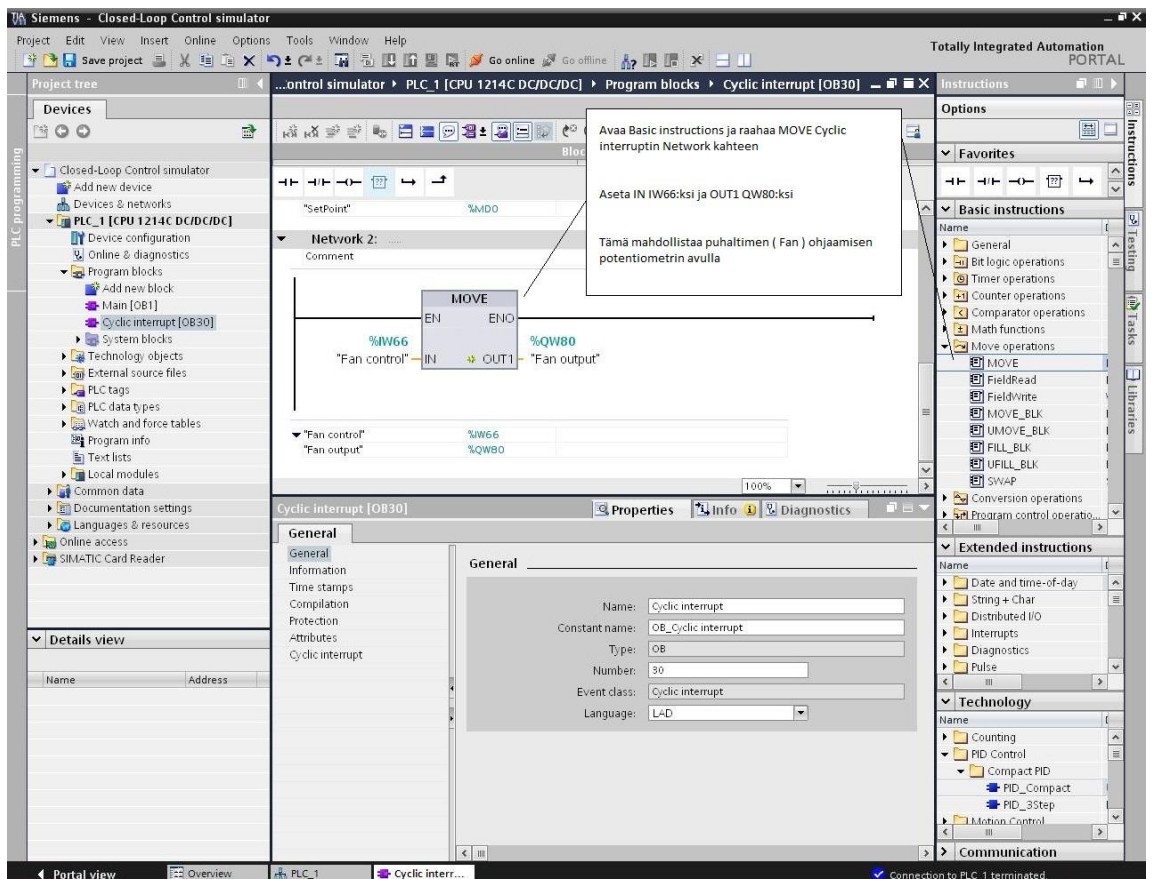 Siemens - Closed-Loop Control simulator
Project Edit View Insert Online Options Tools Window Help
Totally Integrated Automation
PORTAL
Save project
Go online
Go offline
Project tree
...ontrol simulator PLC_1 [CPU 1214C DC/DC/DC] Program blocks Cyclic interrupt [OB30]
Instructions
Devices
Options
PLC programming
Closed-Loop Control simulator
Add new device
Devices & networks
PLC_1 [CPU 1214C DC/DC/DC]
Device configuration
Online & diagnostics
Program blocks
Add new block
Main [OB1]
Cyclic interrupt [OB30]
System blocks
Technology objects
External source files
PLC tags
PLC data types
Watch and force tables
Program info
Text lists
Local modules
Common data
Documentation settings
Languages & resources
Online access
SIMATIC Card Reader
Details view
Name Address
Avaa Basic instructions ja raahaa MOVE Cyclic
interruptin Network kahteen
Aseta IN IW66:ksi ja OUT1 QW80:ksi
Tämä mahdollistaa puhaltimen ( Fan ) ohjaamisen
potentiometrin avulla
"SetPoint" %MD0
Network 2: .....
Comment
MOVE
EN ENO
%IW66 %QW80
"Fan control" IN OUT1 "Fan output"
"Fan control" %IW66
"Fan output" %QW80
100%
Cyclic interrupt [OB30]
Properties Info Diagnostics
General
General
Information
Time stamps
Compilation
Protection
Attributes
Cyclic interrupt
General
Name: Cyclic interrupt
Constant name: OB_Cyclic interrupt
Type: OB
Number: 30
Event class: Cyclic interrupt
Language: LAD
Favorites
Basic instructions
Name
General
Bit logic operations
Timer operations
Counter operations
Comparator operations
Math functions
Move operations
MOVE
FieldRead
FieldWrite
MOVE_BLK
UMOVE_BLK
FILL_BLK
UFILL_BLK
SWAP
Conversion operations
Program control operatio...
Extended instructions
Name
Date and time-of-day
String + Char
Distributed I/O
Interrupts
Diagnostics
Pulse
Technology
Name
Counting
PID Control
Compact PID
PID_Compact
PID_3Step
Motion Control
Communication
Instructions
Testing
Tasks
Libraries
Portal view
Overview
PLC_1
Cyclic interr...
Connection to PLC_1 terminated.